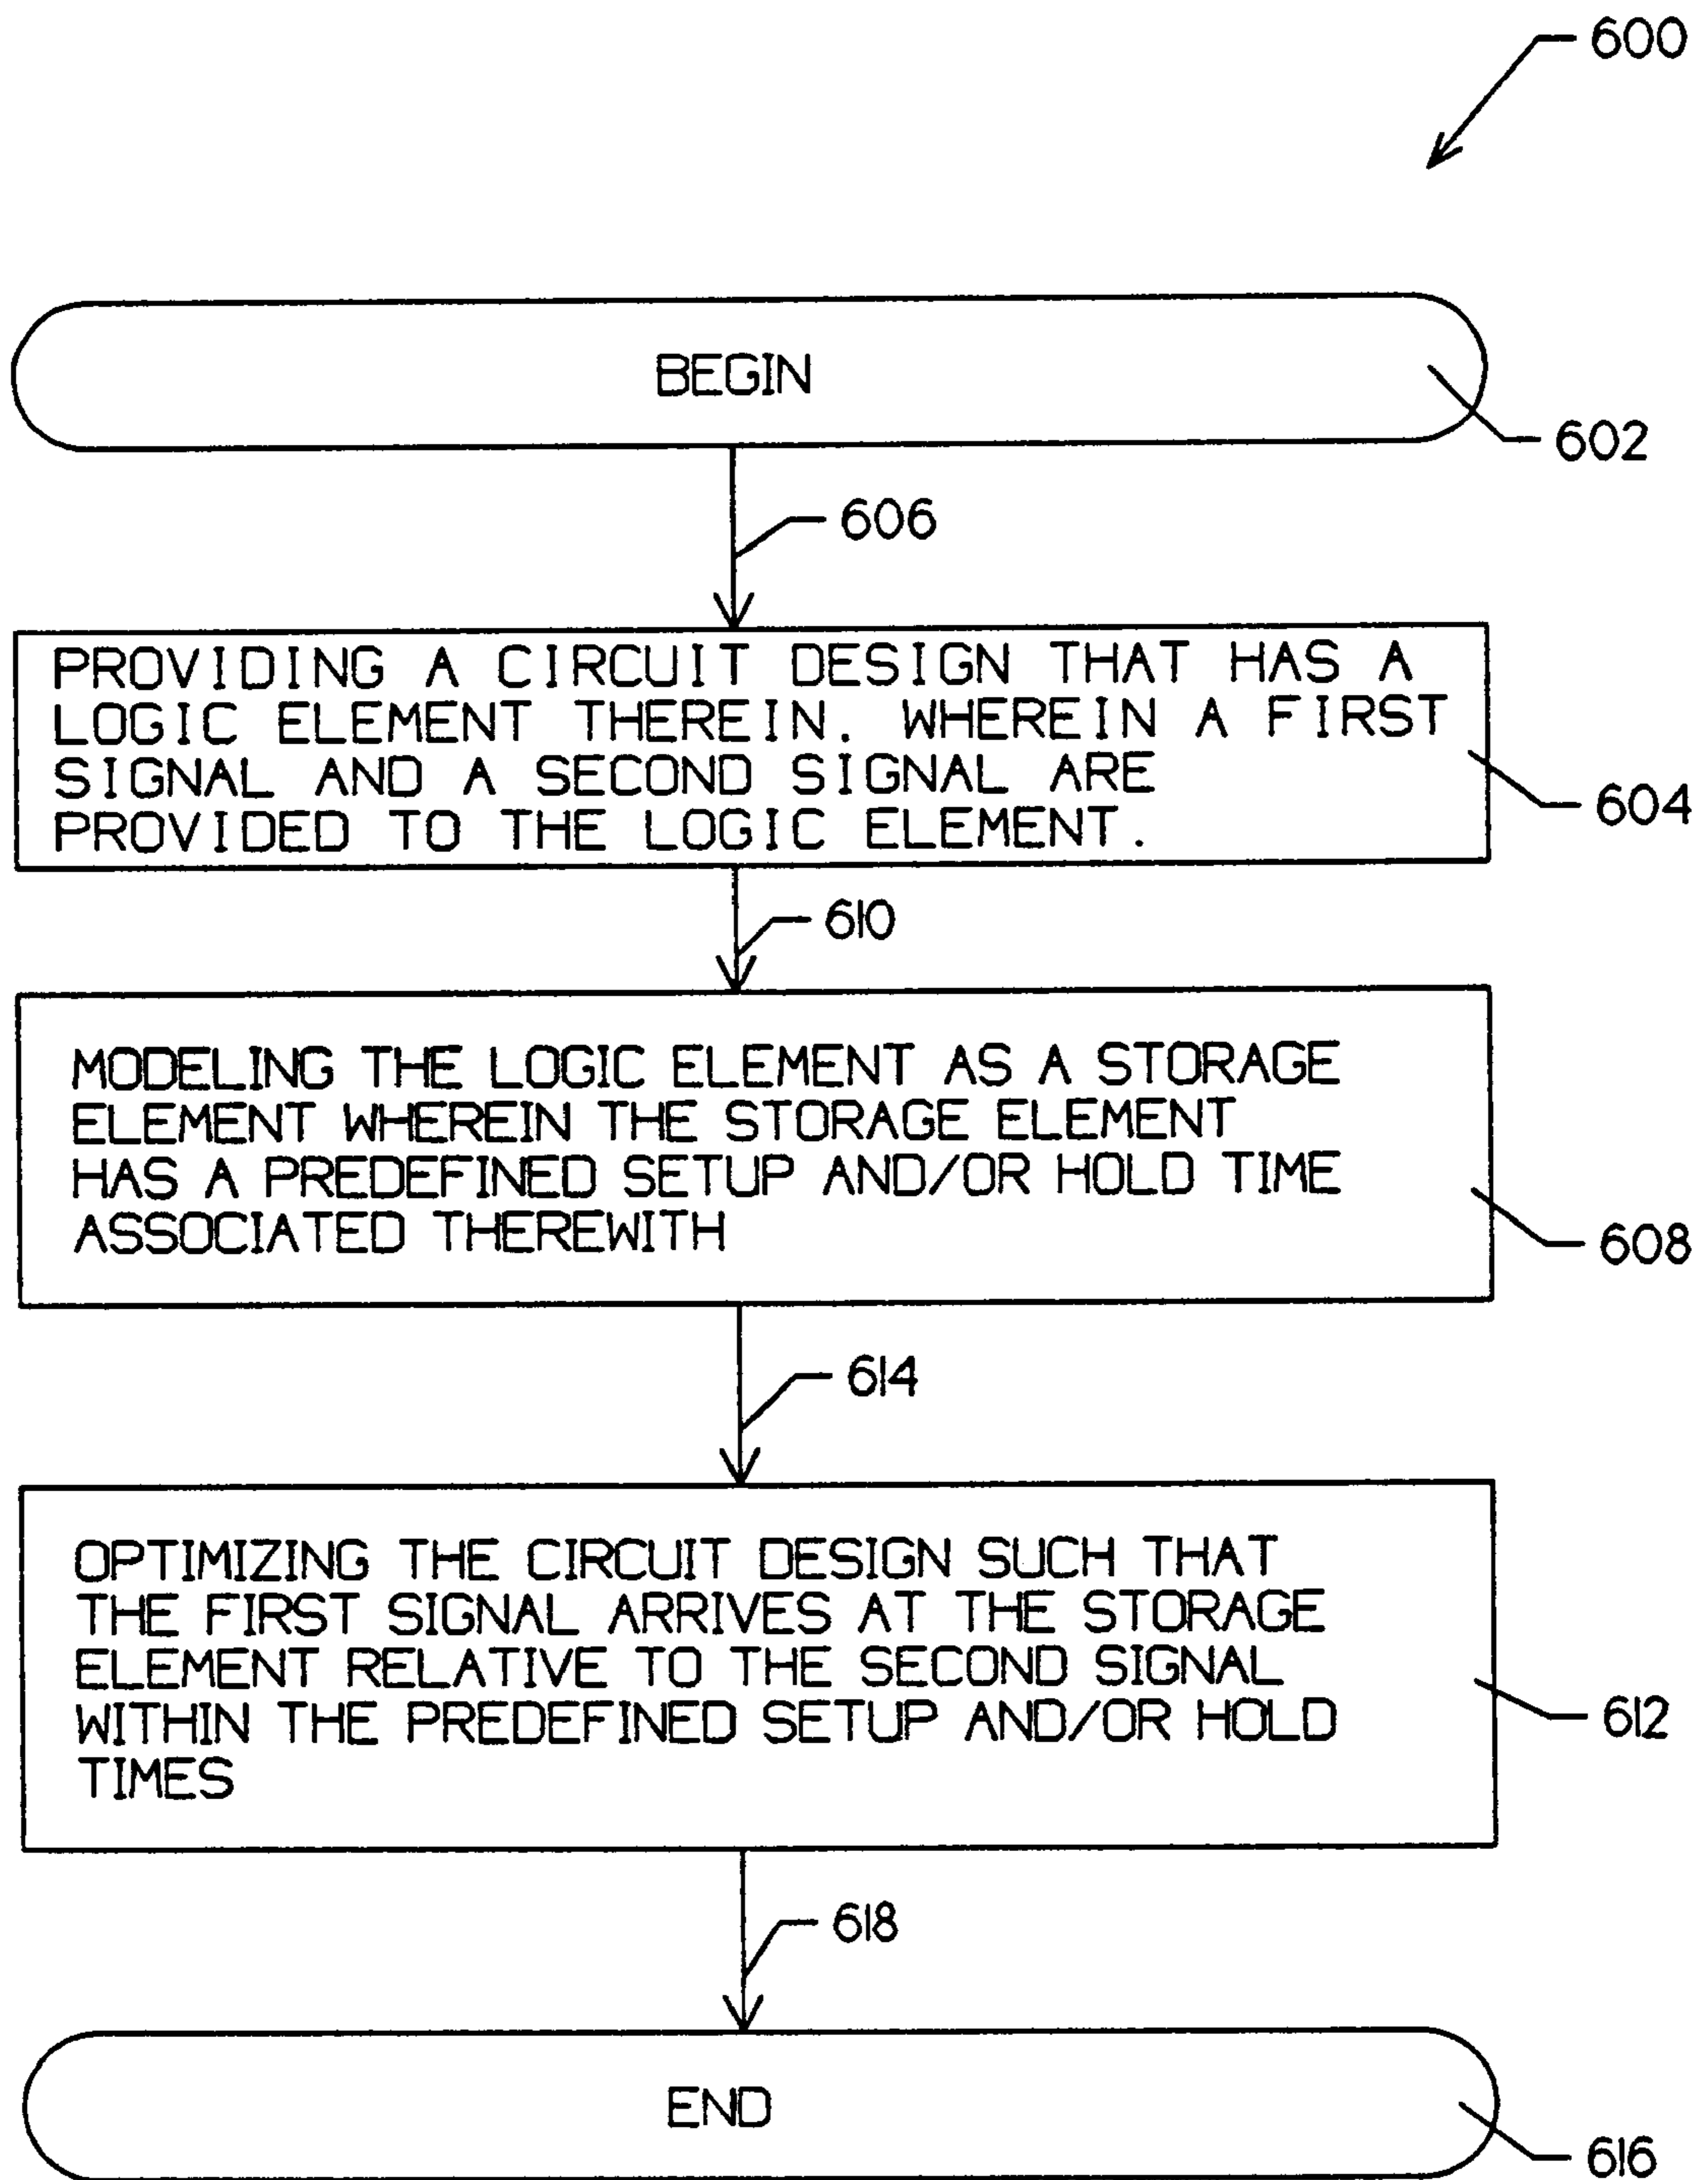 600
BEGIN
602
606
PROVIDING A CIRCUIT DESIGN THAT HAS A
LOGIC ELEMENT THEREIN. WHEREIN A FIRST
SIGNAL AND A SECOND SIGNAL ARE
PROVIDED TO THE LOGIC ELEMENT.
604
610
MODELING THE LOGIC ELEMENT AS A STORAGE
ELEMENT WHEREIN THE STORAGE ELEMENT
HAS A PREDEFINED SETUP AND/OR HOLD TIME
ASSOCIATED THEREWITH
608
614
OPTIMIZING THE CIRCUIT DESIGN SUCH THAT
THE FIRST SIGNAL ARRIVES AT THE STORAGE
ELEMENT RELATIVE TO THE SECOND SIGNAL
WITHIN THE PREDEFINED SETUP AND/OR HOLD
TIMES
612
618
END
616